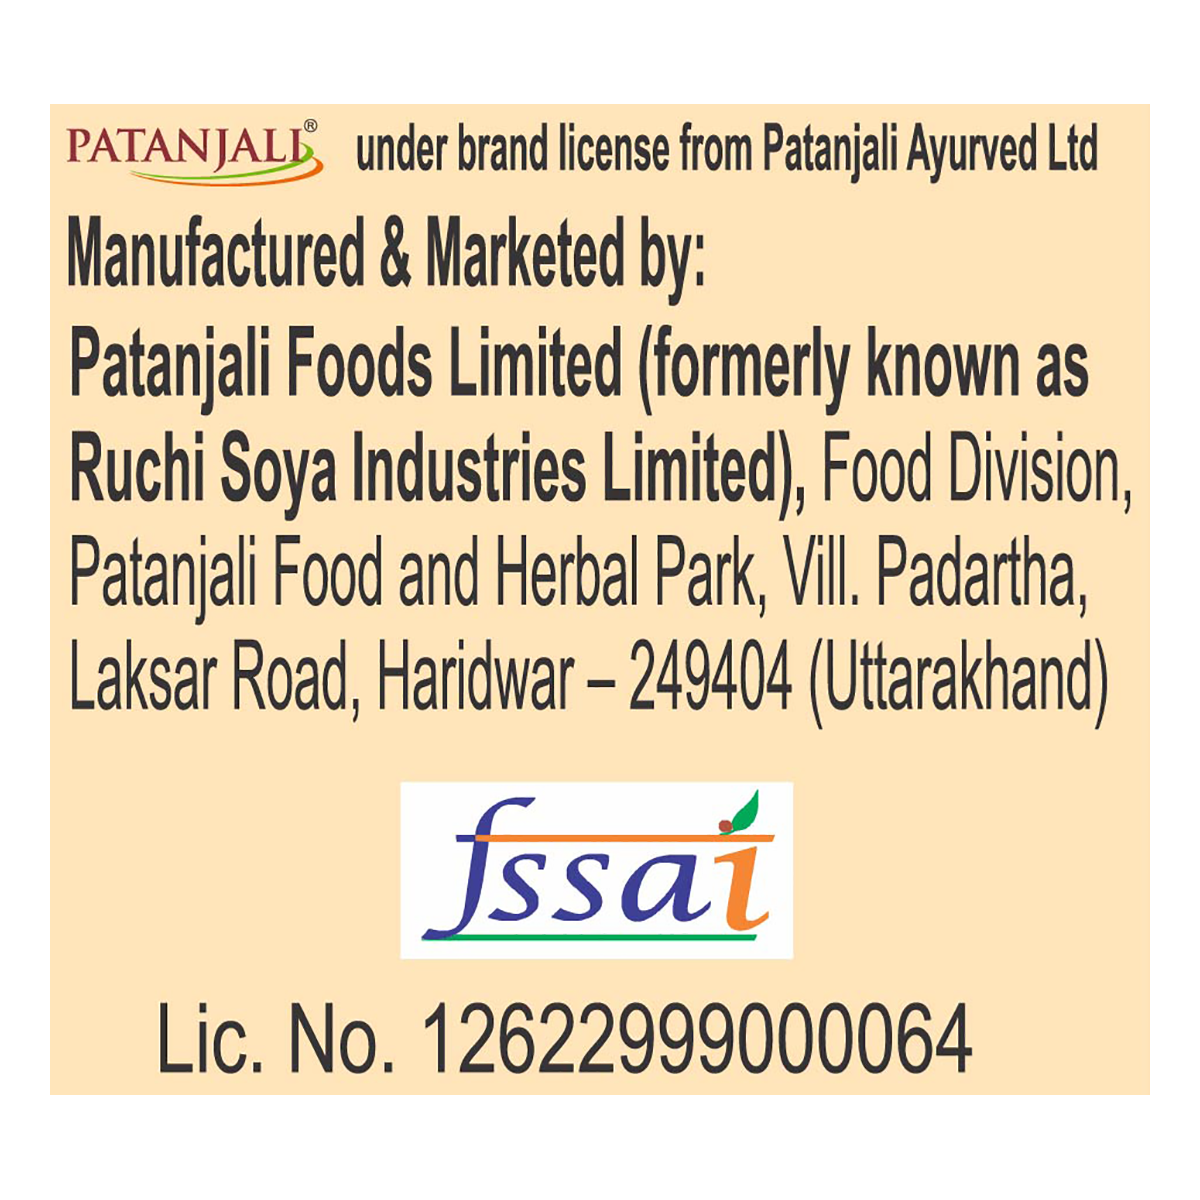 PATANJALI® under brand license from Patanjali Ayurved Ltd
Manufactured & Marketed by:
Patanjali Foods Limited (formerly known as
Ruchi Soya Industries Limited), Food Division,
Patanjali Food and Herbal Park, Vill. Padartha,
Laksar Road, Haridwar – 249404 (Uttarakhand)
fssai
Lic. No. 12622999000064